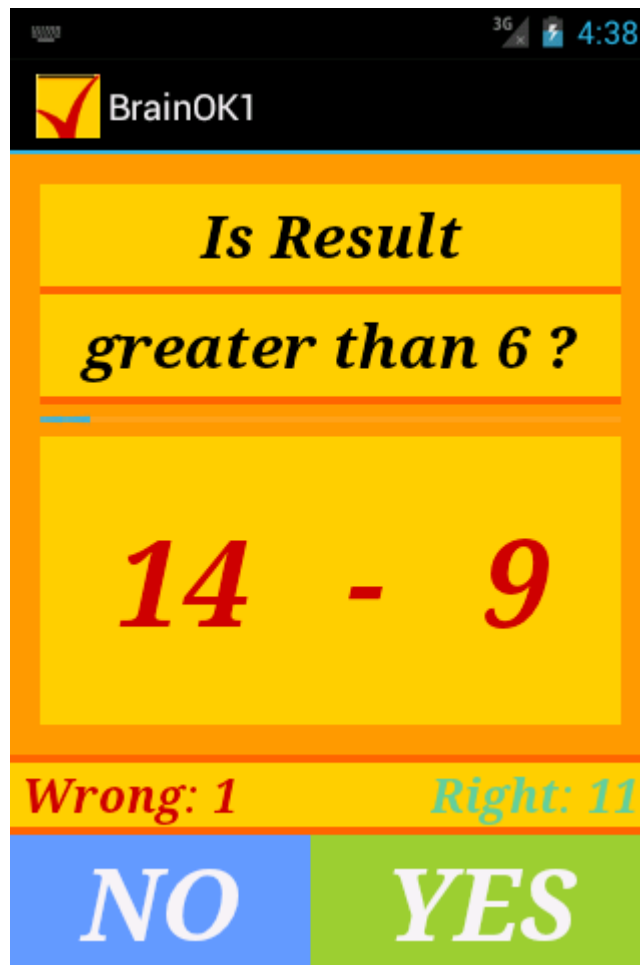 3G 4:38
BrainOK1
Is Result
greater than 6 ?
14 - 9
Wrong: 1 Right: 11
NO YES